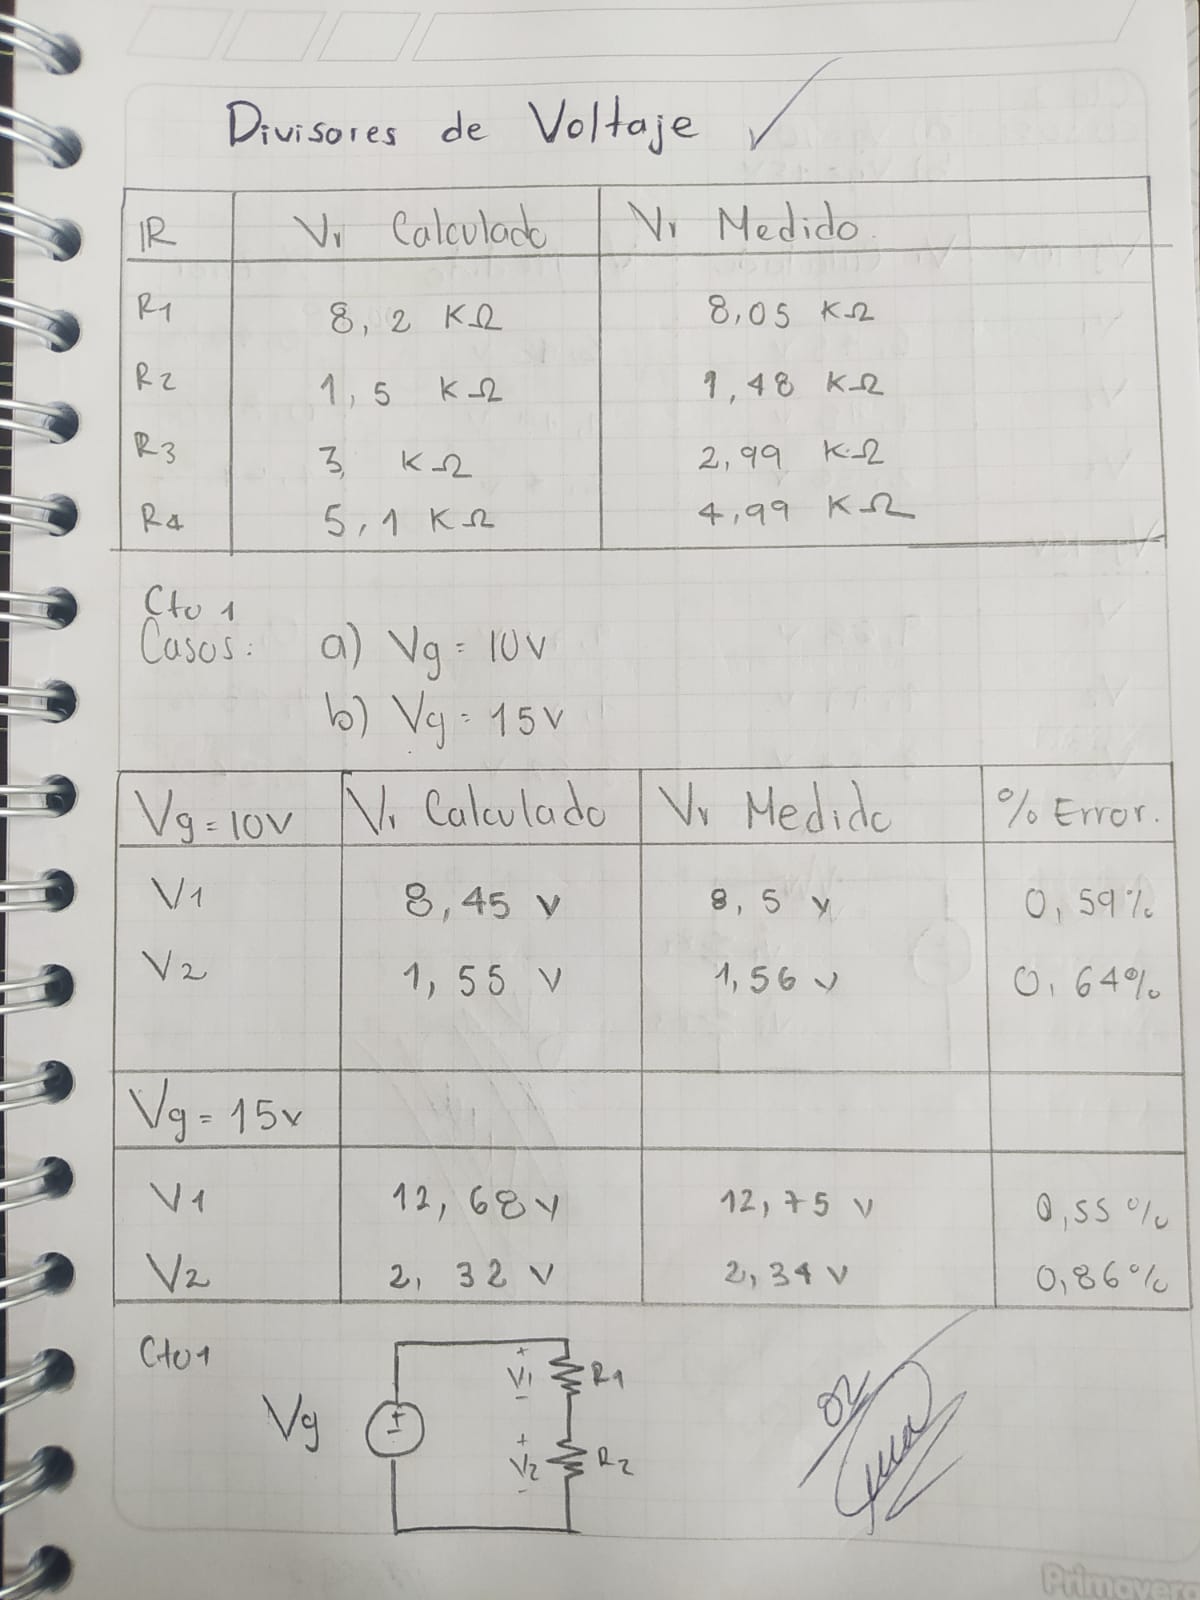 Divisores de Voltaje
IR Vr Calculado Vr Medido.
R1 8,2 KΩ 8,05 KΩ
R2 1,5 KΩ 1,48 KΩ
R3 3 KΩ 2,99 KΩ
R4 5,1 KΩ 4,99 KΩ
Cto 1
Casos: a) Vg = 10V
b) Vg = 15V
Vg = 10V Vr Calculado Vr Medido % Error.
V1 8,45 V 8,5 V 0,59%
V2 1,55 V 1,56 V 0,64%
Vg = 15V
V1 12,68 V 12,75 V 0,55%
V2 2,32 V 2,34 V 0,86%
Cto1
+
V1 R1
-
Vg ±
+
V2 R2
-
Primavera